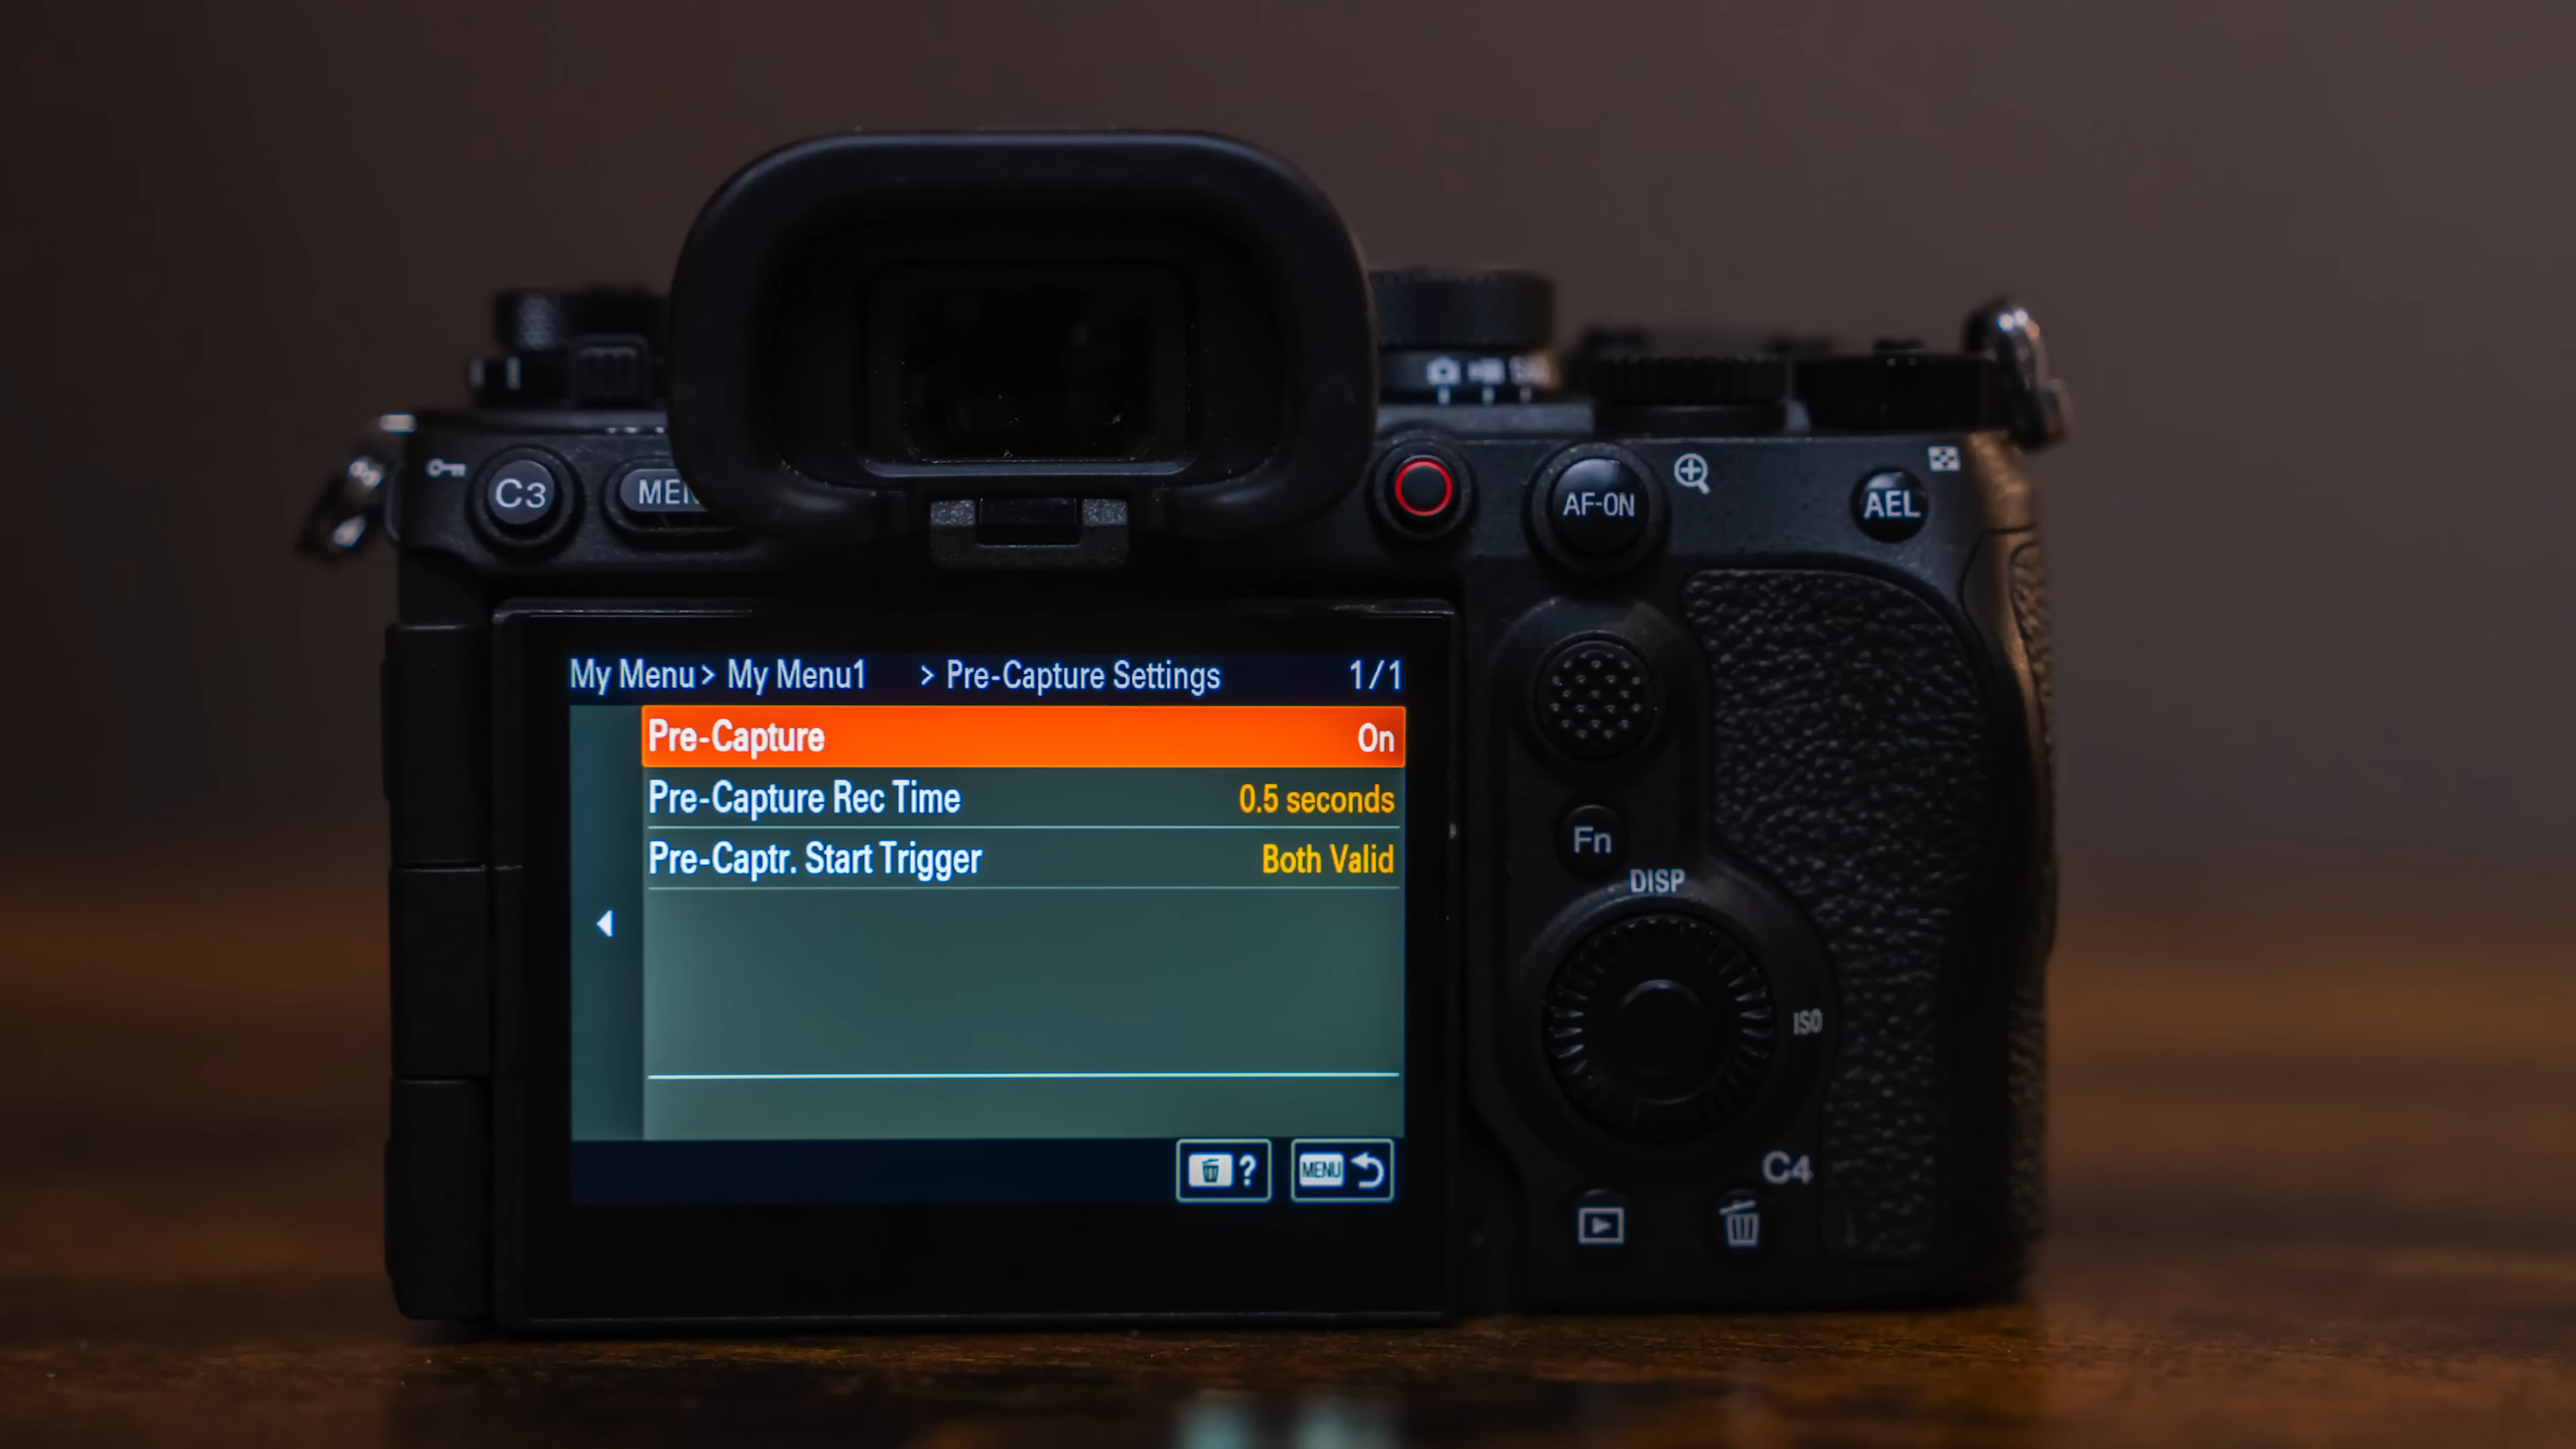 C3
MEN
AF-ON
AEL
My Menu > My Menu1 > Pre-Capture Settings 1/1
Pre-Capture On
Pre-Capture Rec Time 0.5 seconds
Pre-Captr. Start Trigger Both Valid
? MENU
Fn
DISP
ISO
C4